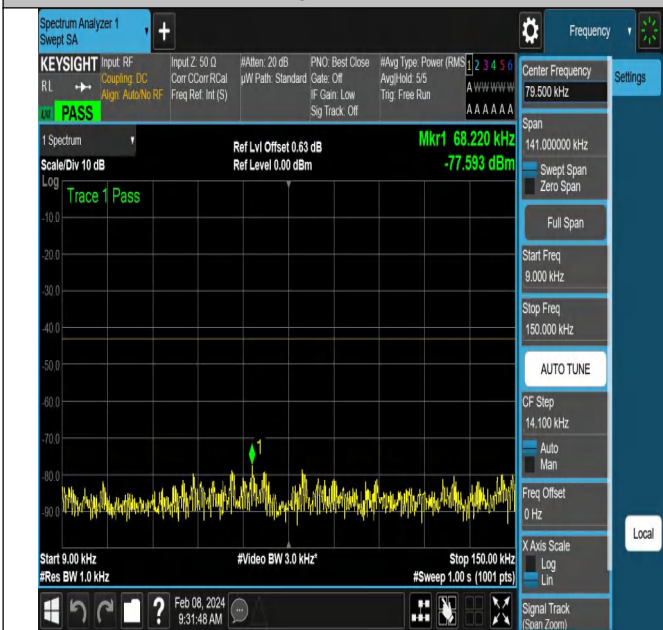 Spectrum Analyzer 1
Swept SA
+
Frequency
KEYSIGHT
Input: RF
Coupling: DC
Align: Auto/No RF
Input Z: 50 Ω
Corr CCorr RCal
Freq Ref: Int (S)
#Atten: 20 dB
µW Path: Standard
PNO: Best Close
Gate: Off
IF Gain: Low
Sig Track: Off
#Avg Type: Power (RMS
Avg|Hold: 5/5
Trig: Free Run
1 2 3 4 5 6
A W W W W W
A A A A A A
RL
LXI
PASS
1 Spectrum
Scale/Div 10 dB
Ref Lvl Offset 0.63 dB
Ref Level 0.00 dBm
Mkr1 68.220 kHz
-77.593 dBm
Log
Trace 1 Pass
-10.0
-20.0
-30.0
-40.0
-50.0
-60.0
-70.0
-80.0
-90.0
1
Start 9.00 kHz
#Res BW 1.0 kHz
#Video BW 3.0 kHz*
Stop 150.00 kHz
#Sweep 1.00 s (1001 pts)
?
Feb 08, 2024
9:31:48 AM
Center Frequency
79.500 kHz
Settings
Span
141.000000 kHz
Swept Span
Zero Span
Full Span
Start Freq
9.000 kHz
Stop Freq
150.000 kHz
AUTO TUNE
CF Step
14.100 kHz
Auto
Man
Freq Offset
0 Hz
X Axis Scale
Log
Lin
Local
Signal Track
(Span Zoom)